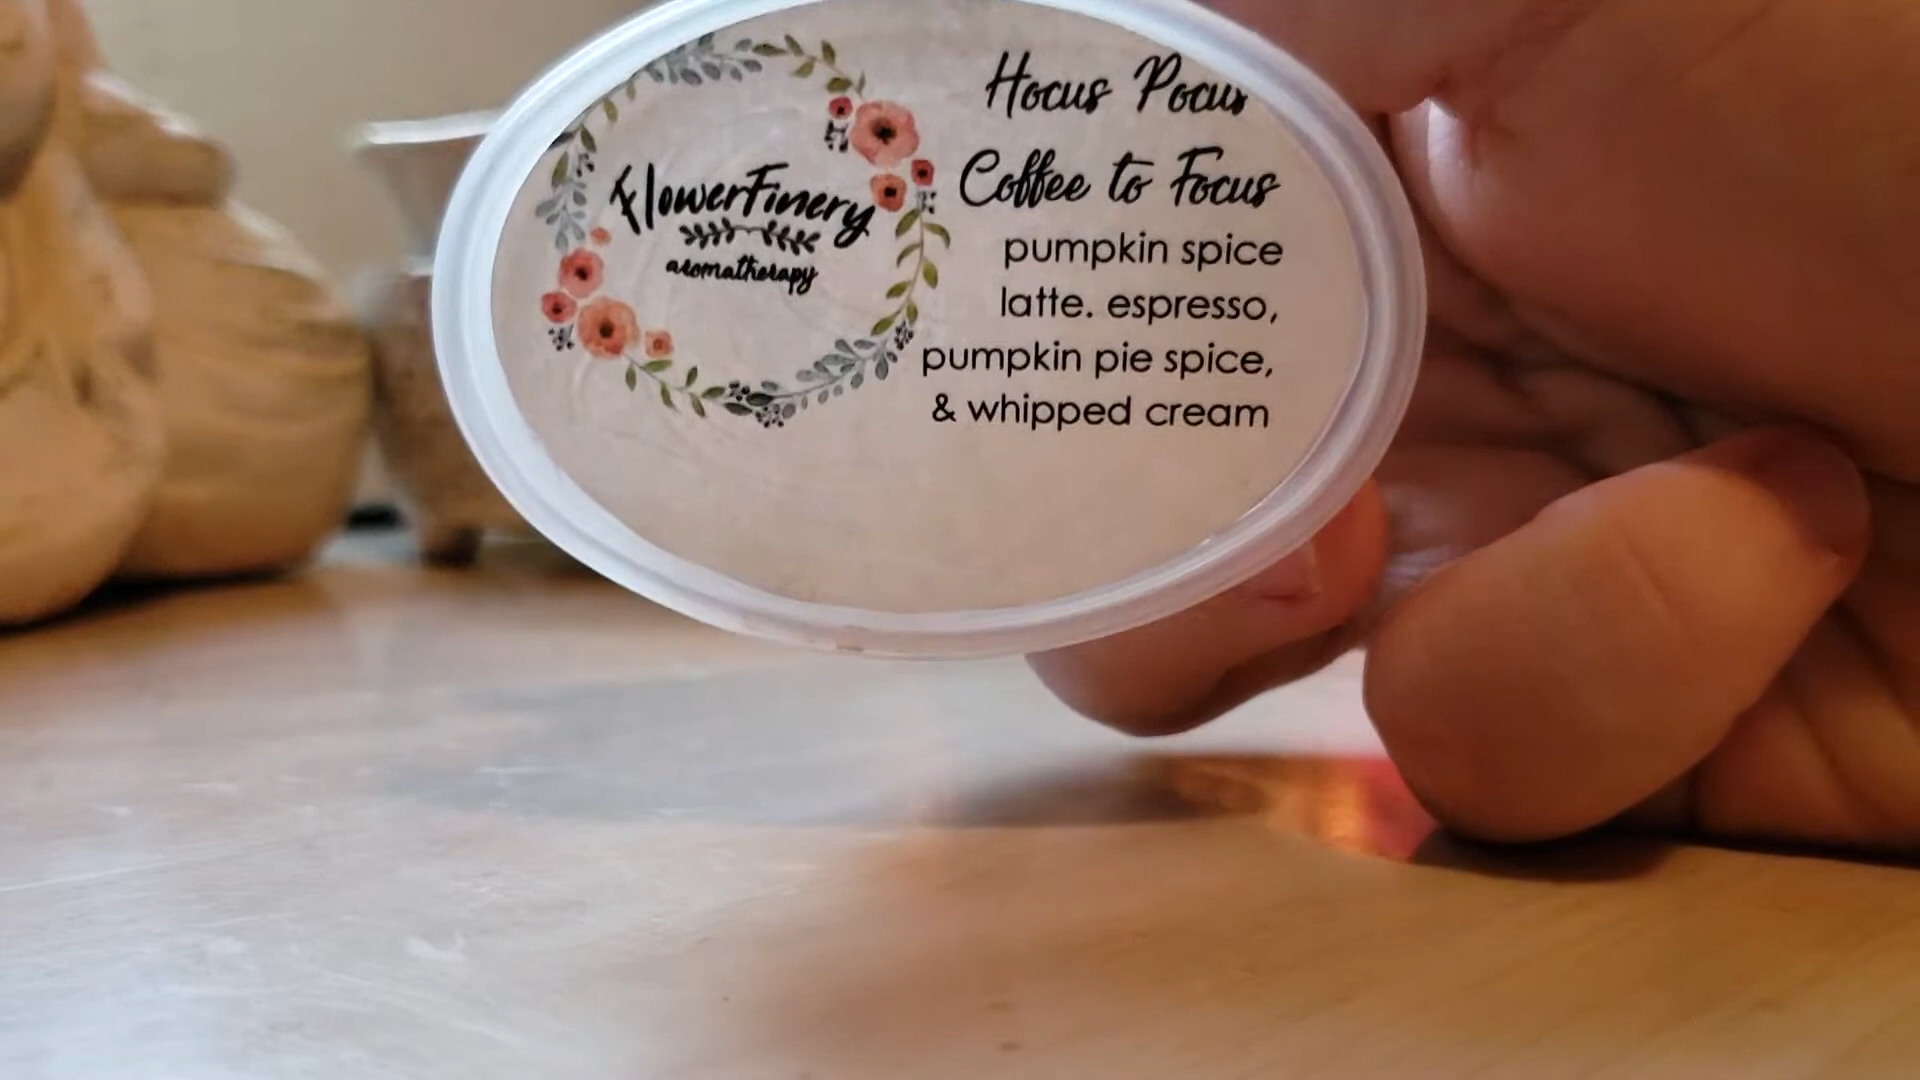 FlowerFinery
aromatherapy
Hocus Pocus
Coffee to Focus
pumpkin spice
latte. espresso,
pumpkin pie spice,
& whipped cream